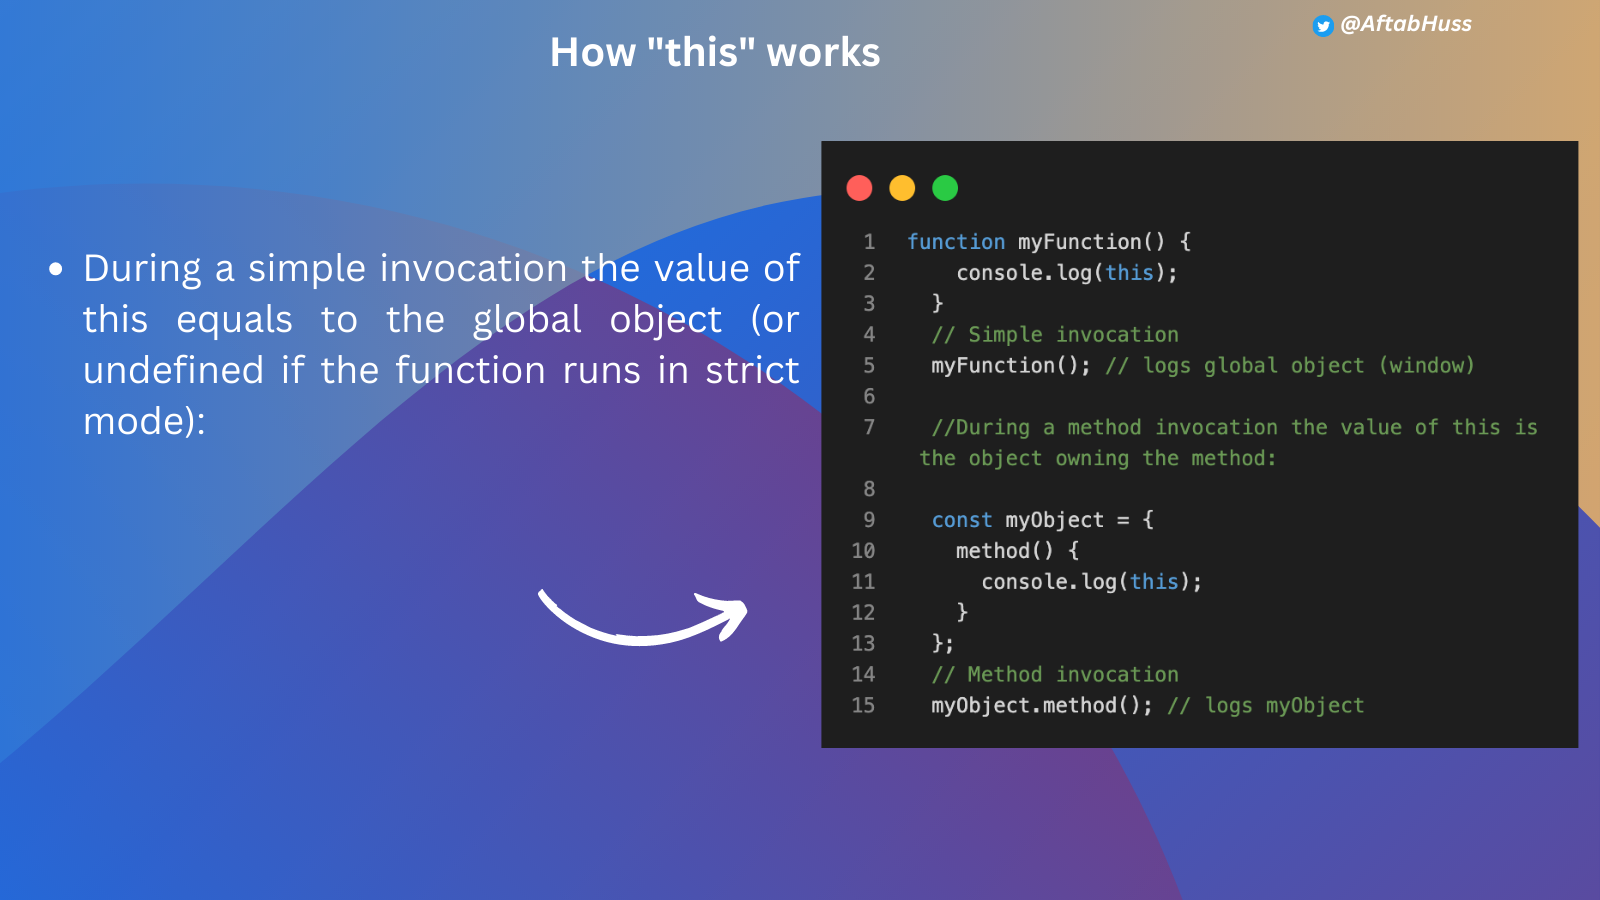 How "this" works
@AftabHuss
• During a simple invocation the value of
this equals to the global object (or
undefined if the function runs in strict
mode):
1 function myFunction() {
2 console.log(this);
3 }
4 // Simple invocation
5 myFunction(); // logs global object (window)
6
7 //During a method invocation the value of this is
the object owning the method:
8
9 const myObject = {
10 method() {
11 console.log(this);
12 }
13 };
14 // Method invocation
15 myObject.method(); // logs myObject